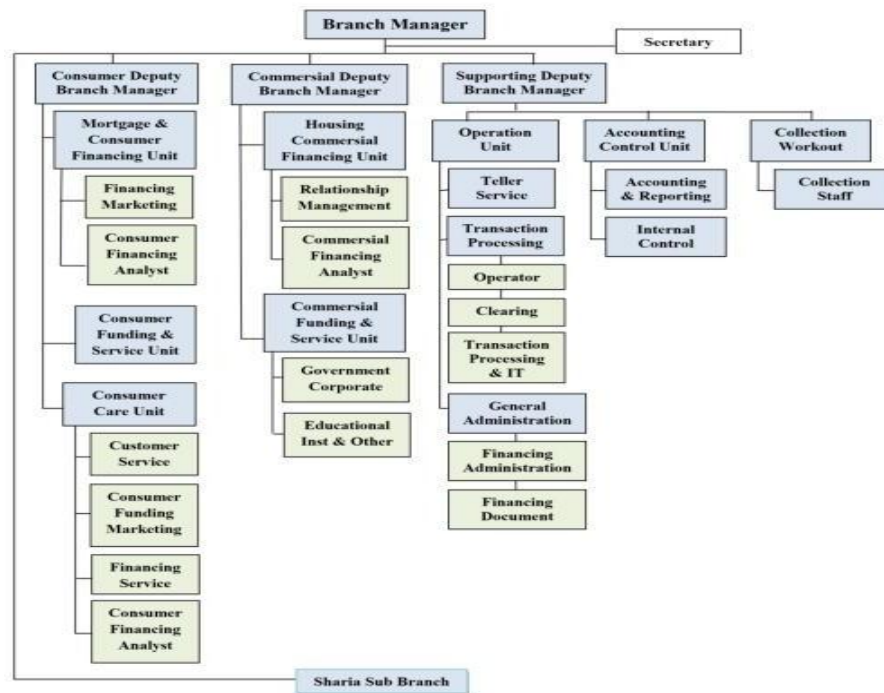 Branch Manager
Secretary
Consumer Deputy
Branch Manager
Mortgage &
Consumer
Financing Unit
Financing
Marketing
Consumer
Financing
Analyst
Consumer
Funding &
Service Unit
Consumer
Care Unit
Customer
Service
Consumer
Funding
Marketing
Financing
Service
Consumer
Financing
Analyst
Commersial Deputy
Branch Manager
Housing
Commercial
Financing Unit
Relationship
Management
Commercial
Financing
Analyst
Commersial
Funding &
Service Unit
Government
Corporate
Educational
Inst & Other
Supporting Deputy
Branch Manager
Operation
Unit
Teller
Service
Transaction
Processing
Operator
Clearing
Transaction
Processing
& IT
General
Administration
Financing
Administration
Financing
Document
Accounting
Control Unit
Accounting
& Reporting
Internal
Control
Collection
Workout
Collection
Staff
Sharia Sub Branch